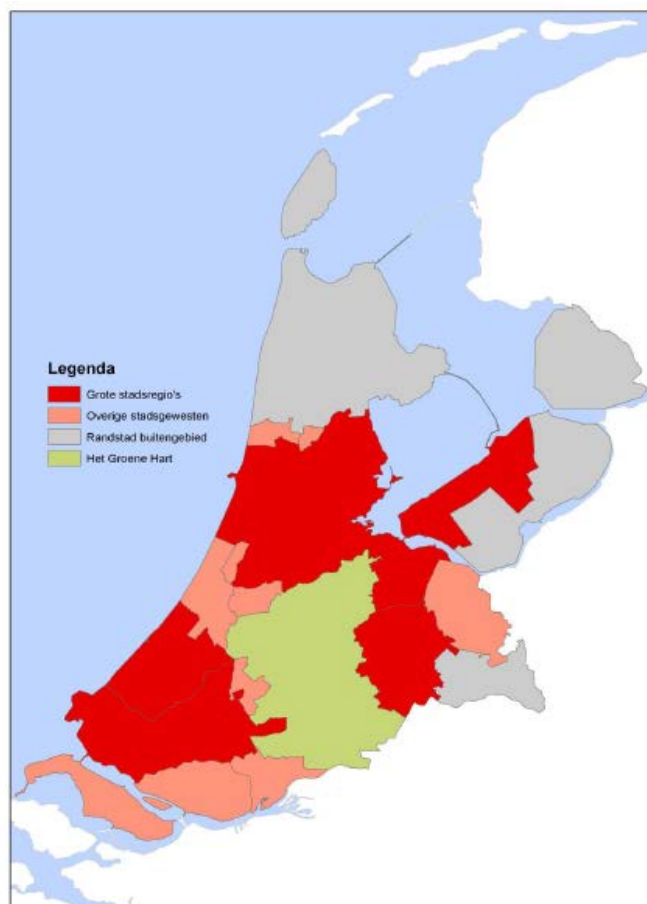 Legenda
Grote stadsregio's
Overige stadsgewesten
Randstad buitengebied
Het Groene Hart